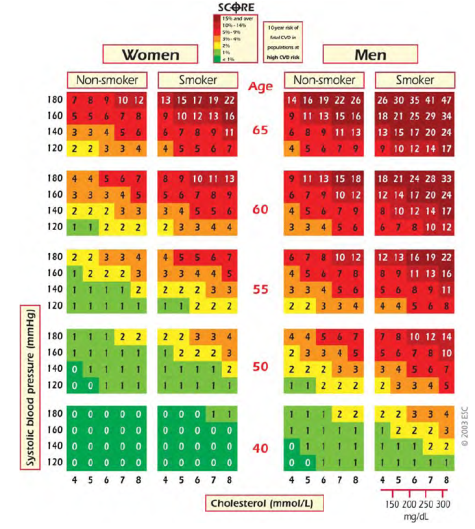 SCORE
15% and over
10% - 14%
5% - 9%
3% - 4%
2%
1%
< 1%
10 year risk of
fatal CVD in
populations at
high CVD risk
Women Men
Non-smoker Smoker Age Non-smoker Smoker
180 7 8 9 10 12 13 15 17 19 22 14 16 19 22 26 26 30 35 41 47
160 5 5 6 7 8 9 10 12 13 16 9 11 13 15 16 18 21 25 29 34
140 3 3 4 5 6 6 7 8 9 11 65 6 8 9 11 13 13 15 17 20 24
120 2 2 3 3 4 4 5 5 6 7 4 5 6 7 9 9 10 12 14 17
180 4 4 5 6 7 8 9 10 11 13 9 11 13 15 18 18 21 24 28 33
160 3 3 3 4 5 5 6 7 8 9 6 7 9 10 12 12 14 17 20 24
140 2 2 2 3 3 3 4 5 5 6 60 4 5 6 7 9 8 10 12 14 17
120 1 1 2 2 2 2 3 3 4 4 3 3 4 5 6 6 7 8 10 12
180 2 2 3 3 4 4 5 5 6 7 6 7 8 10 12 12 13 16 19 22
160 1 2 2 2 3 3 3 4 4 5 4 5 6 7 8 8 9 11 13 16
140 1 1 1 1 2 2 2 2 3 3 55 3 3 4 5 6 5 6 8 9 11
120 1 1 1 1 1 1 1 2 2 2 2 2 3 3 4 4 4 5 6 8
180 1 1 1 2 2 2 2 3 3 4 4 4 5 6 7 7 8 10 12 14
160 1 1 1 1 1 1 2 2 2 3 2 3 3 4 5 5 6 7 8 10
140 0 1 1 1 1 1 1 1 1 2 50 2 2 2 3 3 3 4 5 6 7
120 0 0 1 1 1 1 1 1 1 1 1 1 2 2 2 2 3 3 4 5
180 0 0 0 0 0 0 0 0 1 1 1 1 1 2 2 2 2 3 3 4
160 0 0 0 0 0 0 0 0 0 0 1 1 1 1 1 1 2 2 2 3
140 0 0 0 0 0 0 0 0 0 0 40 0 1 1 1 1 1 1 1 2 2
120 0 0 0 0 0 0 0 0 0 0 0 0 1 1 1 1 1 1 1 1
4 5 6 7 8 4 5 6 7 8 4 5 6 7 8 4 5 6 7 8
Systolic blood pressure (mmHg)
Cholesterol (mmol/L)
150 200 250 300
mg/dL
© 2003 ESC